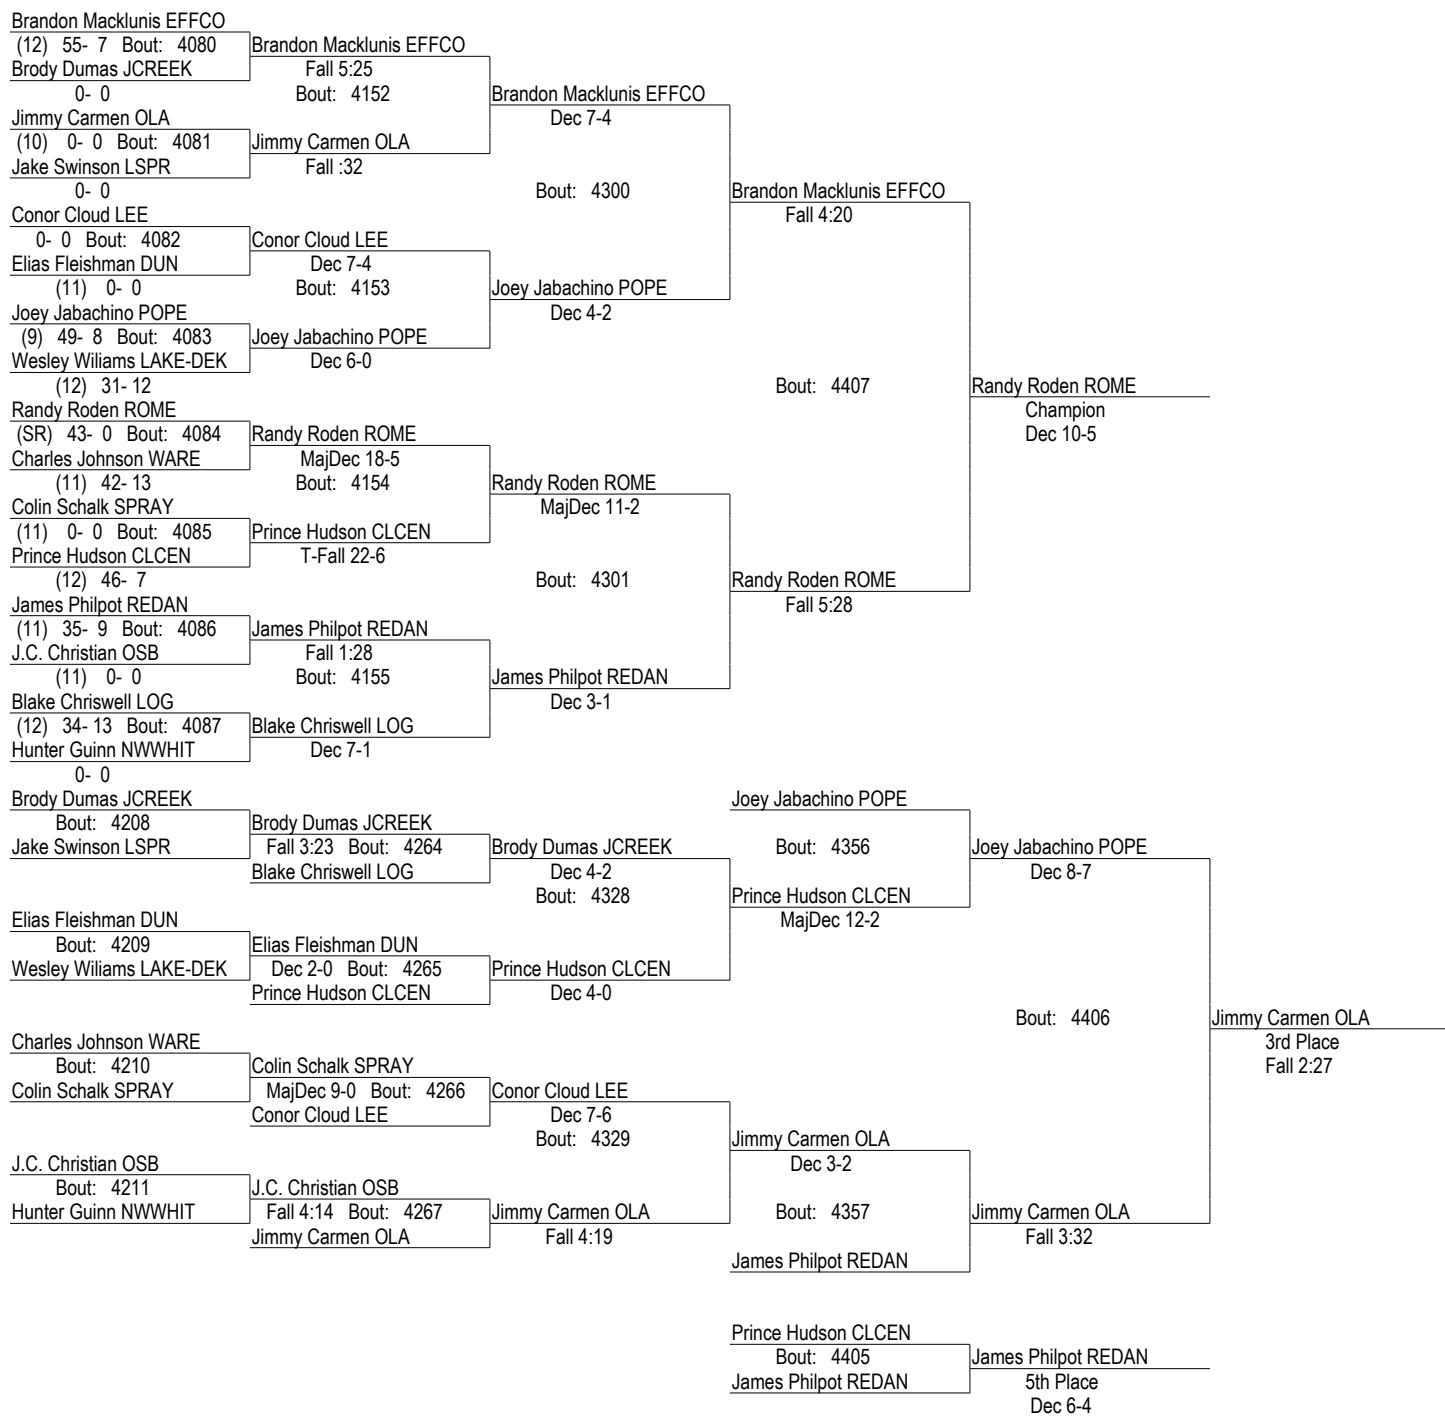 Brandon Macklunis EFFCO
(12) 55- 7 Bout: 4080
Brody Dumas JCREEK
0- 0
Jimmy Carmen OLA
(10) 0- 0 Bout: 4081
Jake Swinson LSPR
0- 0
Conor Cloud LEE
0- 0 Bout: 4082
Elias Fleishman DUN
(11) 0- 0
Joey Jabachino POPE
(9) 49- 8 Bout: 4083
Wesley Wiliams LAKE-DEK
(12) 31- 12
Randy Roden ROME
(SR) 43- 0 Bout: 4084
Charles Johnson WARE
(11) 42- 13
Colin Schalk SPRAY
(11) 0- 0 Bout: 4085
Prince Hudson CLCEN
(12) 46- 7
James Philpot REDAN
(11) 35- 9 Bout: 4086
J.C. Christian OSB
(11) 0- 0
Blake Chriswell LOG
(12) 34- 13 Bout: 4087
Hunter Guinn NWWHIT
0- 0
Brandon Macklunis EFFCO
Fall 5:25
Bout: 4152
Jimmy Carmen OLA
Fall :32
Conor Cloud LEE
Dec 7-4
Bout: 4153
Joey Jabachino POPE
Dec 6-0
Randy Roden ROME
MajDec 18-5
Bout: 4154
Prince Hudson CLCEN
T-Fall 22-6
James Philpot REDAN
Fall 1:28
Bout: 4155
Blake Chriswell LOG
Dec 7-1
Brandon Macklunis EFFCO
Dec 7-4
Bout: 4300
Joey Jabachino POPE
Dec 4-2
Randy Roden ROME
MajDec 11-2
Bout: 4301
James Philpot REDAN
Dec 3-1
Brandon Macklunis EFFCO
Fall 4:20
Bout: 4407
Randy Roden ROME
Fall 5:28
Randy Roden ROME
Champion
Dec 10-5
Brody Dumas JCREEK
Bout: 4208
Jake Swinson LSPR
Elias Fleishman DUN
Bout: 4209
Wesley Wiliams LAKE-DEK
Charles Johnson WARE
Bout: 4210
Colin Schalk SPRAY
J.C. Christian OSB
Bout: 4211
Hunter Guinn NWWHIT
Brody Dumas JCREEK
Fall 3:23 Bout: 4264
Blake Chriswell LOG
Elias Fleishman DUN
Dec 2-0 Bout: 4265
Prince Hudson CLCEN
Colin Schalk SPRAY
MajDec 9-0 Bout: 4266
Conor Cloud LEE
J.C. Christian OSB
Fall 4:14 Bout: 4267
Jimmy Carmen OLA
Brody Dumas JCREEK
Dec 4-2
Bout: 4328
Prince Hudson CLCEN
Dec 4-0
Conor Cloud LEE
Dec 7-6
Bout: 4329
Jimmy Carmen OLA
Fall 4:19
Joey Jabachino POPE
Bout: 4356
Prince Hudson CLCEN
MajDec 12-2
Jimmy Carmen OLA
Dec 3-2
Bout: 4357
James Philpot REDAN
Joey Jabachino POPE
Dec 8-7
Bout: 4406
Jimmy Carmen OLA
Fall 3:32
Jimmy Carmen OLA
3rd Place
Fall 2:27
Prince Hudson CLCEN
Bout: 4405
James Philpot REDAN
James Philpot REDAN
5th Place
Dec 6-4